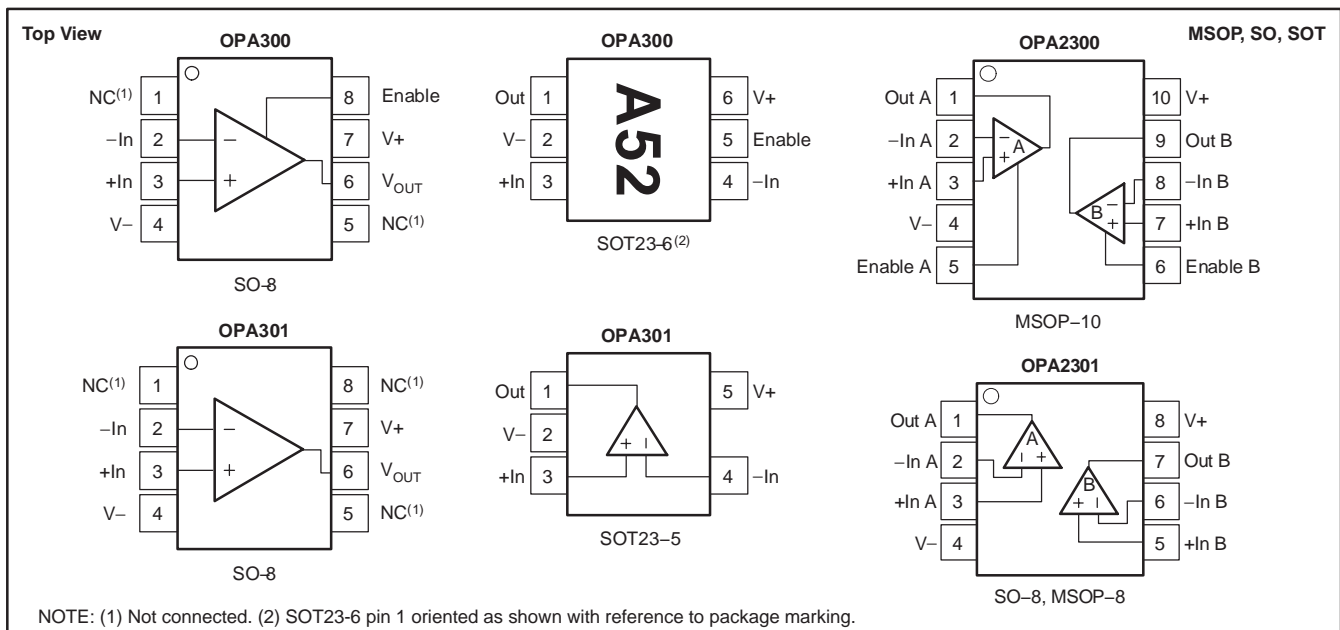 Top View
MSOP, SO, SOT
OPA300
NC(1) 1
−In 2
+In 3
V− 4
8 Enable
7 V+
6 VOUT
5 NC(1)
− +
SO−8
OPA300
Out 1
V− 2
+In 3
A52
6 V+
5 Enable
4 −In
SOT23−6(2)
OPA2300
Out A 1
−In A 2
+In A 3
V− 4
Enable A 5
− + A
− + B
10 V+
9 Out B
8 −In B
7 +In B
6 Enable B
MSOP−10
OPA301
NC(1) 1
−In 2
+In 3
V− 4
− +
8 NC(1)
7 V+
6 VOUT
5 NC(1)
SO−8
OPA301
Out 1
V− 2
+In 3
+ −
5 V+
4 −In
SOT23−5
OPA2301
Out A 1
−In A 2
+In A 3
V− 4
A − +
B + −
8 V+
7 Out B
6 −In B
5 +In B
SO−8, MSOP−8
NOTE: (1) Not connected. (2) SOT23-6 pin 1 oriented as shown with reference to package marking.